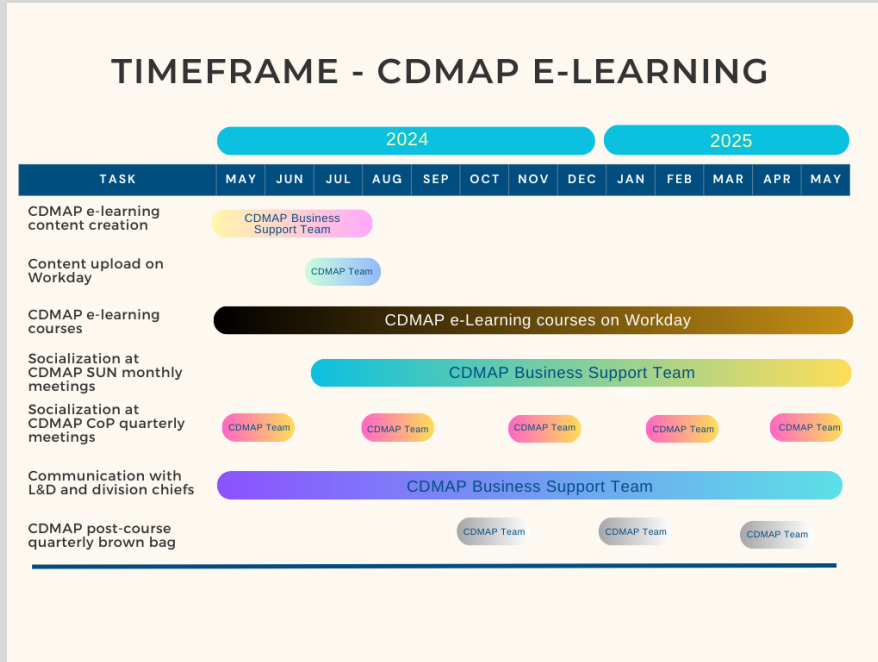 TIMEFRAME - CDMAP E-LEARNING
2024 2025
TASK MAY JUN JUL AUG SEP OCT NOV DEC JAN FEB MAR APR MAY
CDMAP e-learning
content creation
CDMAP Business
Support Team
Content upload on
Workday
CDMAP Team
CDMAP e-learning
courses
CDMAP e-Learning courses on Workday
Socialization at
CDMAP SUN monthly
meetings
CDMAP Business Support Team
Socialization at
CDMAP CoP quarterly
meetings
CDMAP Team CDMAP Team CDMAP Team CDMAP Team CDMAP Team
Communication with
L&D and division chiefs
CDMAP Business Support Team
CDMAP post-course
quarterly brown bag
CDMAP Team CDMAP Team CDMAP Team